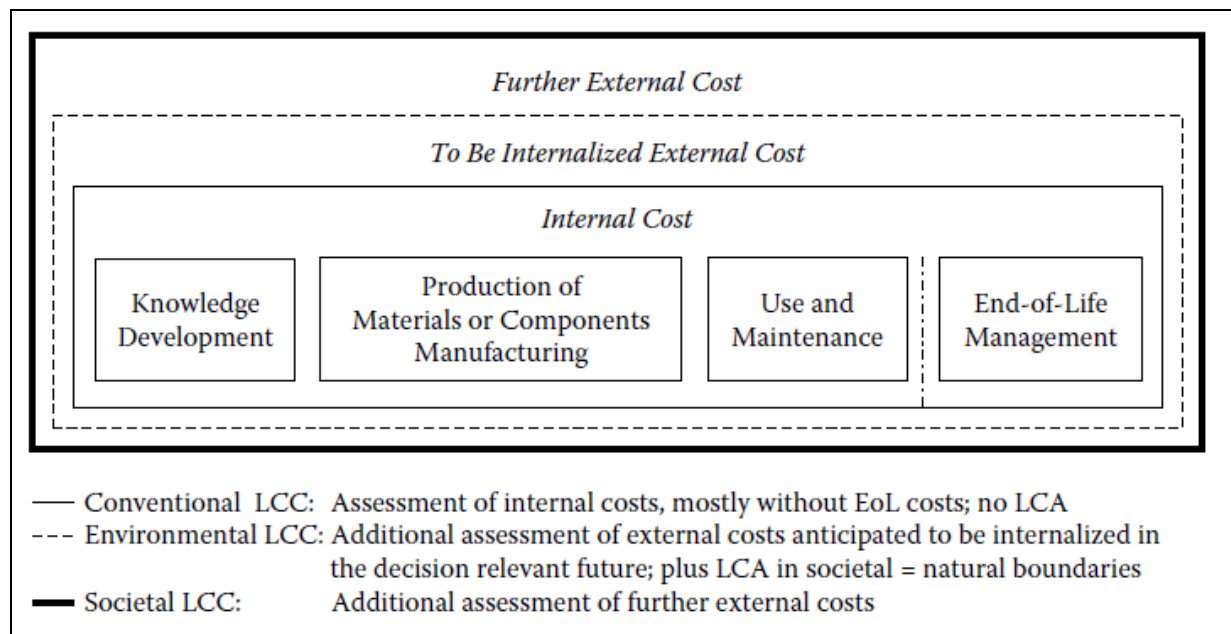 Further External Cost
To Be Internalized External Cost
Internal Cost
Knowledge
Development
Production of
Materials or Components
Manufacturing
Use and
Maintenance
End-of-Life
Management
Conventional LCC: Assessment of internal costs, mostly without EoL costs; no LCA
Environmental LCC: Additional assessment of external costs anticipated to be internalized in
the decision relevant future; plus LCA in societal = natural boundaries
Societal LCC: Additional assessment of further external costs